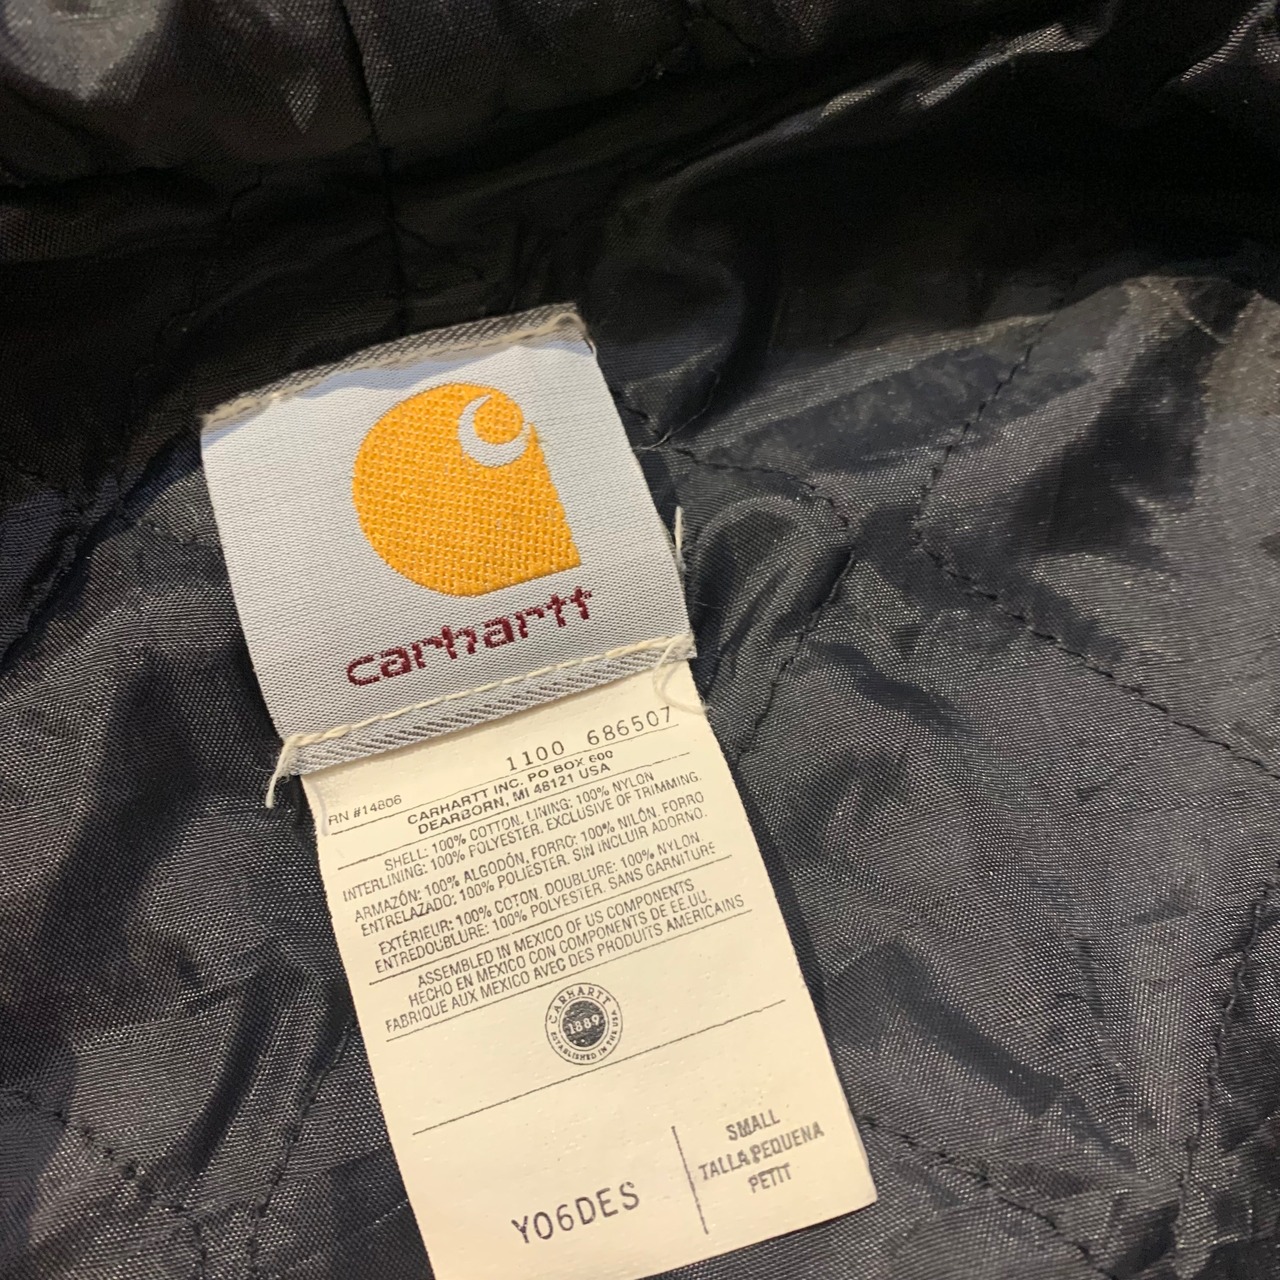 carhartt
1100 686507
RN #14806
CARHARTT INC. PO BOX 600
DEARBORN, MI 48121 USA
SHELL: 100% COTTON. LINING: 100% NYLON
INTERLINING: 100% POLYESTER. EXCLUSIVE OF TRIMMING.
ARMAZÓN: 100% ALGODÓN, FORRO: 100% NILÓN, FORRO
ENTRELAZADO: 100% POLIÉSTER. SIN INCLUIR ADORNO.
EXTÉRIEUR: 100% COTON. DOUBLURE: 100% NYLON
ENTREDOUBLURE: 100% POLYESTER. SANS GARNITURE
ASSEMBLED IN MEXICO OF US COMPONENTS
HECHO EN MEXICO CON COMPONENTES DE EE.UU.
FABRIQUE AUX MEXICO AVEC DES PRODUITS AMERICAINS
CARHARTT
1889
ESTABLISHED IN THE USA
SMALL
TALLA PEQUENA
PETIT
Y06DES